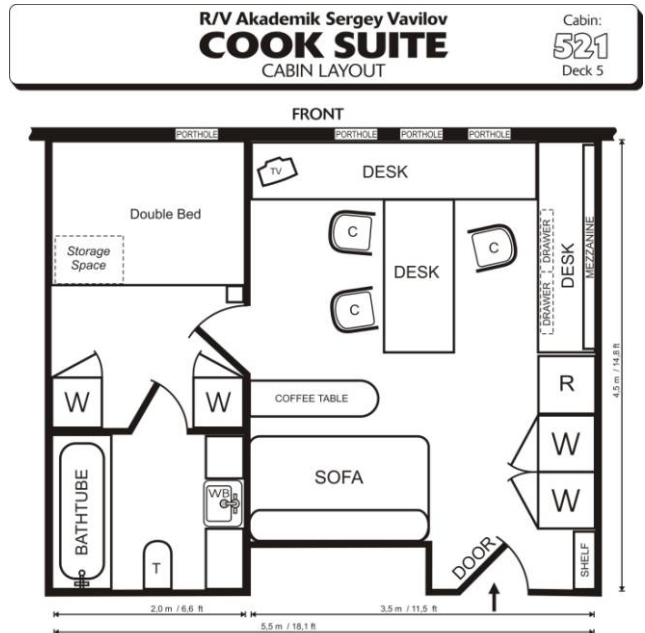 R/V Akademik Sergey Vavilov
COOK SUITE
CABIN LAYOUT
Cabin:
521
Deck 5
FRONT
PORTHOLE
PORTHOLE
PORTHOLE
PORTHOLE
TV
DESK
Double Bed
Storage
Space
C
C
C
DESK
DRAWER
DRAWER
DESK
MEZZANINE
4,5 m / 14,8 ft
W
W
COFFEE TABLE
R
W
W
SOFA
BATHTUBE
WB
T
DOOR
SHELF
2,0 m / 6,6 ft
3,5 m / 11,5 ft
5,5 m / 18,1 ft